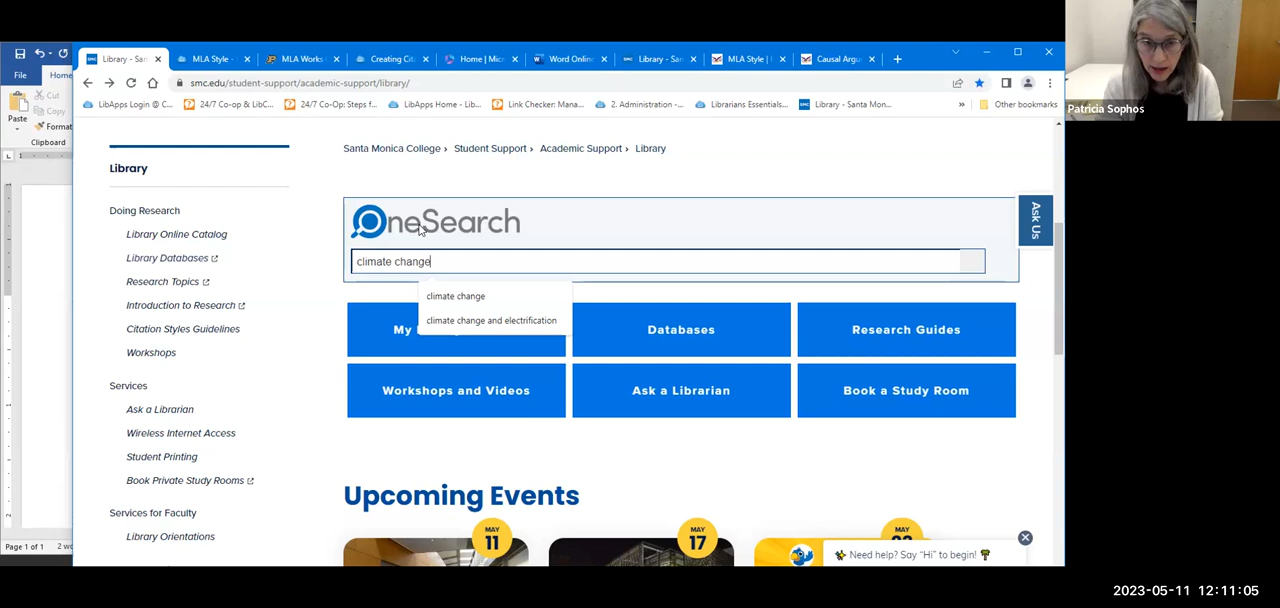 Library - San
MLA Style -
MLA Works
Creating Cita
Home | Micr
Word Online
Library - San
MLA Style |
Causal Argu
File
Home
smc.edu/student-support/academic-support/library/
Cut
Copy
Paste
Format
Clipboard
LibApps Login @ C...
24/7 Co-op & LibC...
24/7 Co-Op: Steps f...
LibApps Home - Lib...
Link Checker: Mana...
2. Administration -...
Librarians Essentials...
Library - Santa Mon...
Other bookmarks
Patricia Sophos
Santa Monica College › Student Support › Academic Support › Library
Library
Doing Research
Library Online Catalog
Library Databases
Research Topics
Introduction to Research
Citation Styles Guidelines
Workshops
Services
Ask a Librarian
Wireless Internet Access
Student Printing
Book Private Study Rooms
Services for Faculty
Library Orientations
OneSearch
climate change
climate change
climate change and electrification
My
Databases
Research Guides
Workshops and Videos
Ask a Librarian
Book a Study Room
Ask Us
Upcoming Events
MAY
11
MAY
17
MAY
Need help? Say “Hi” to begin!
Page 1 of 1
2 wo
2023-05-11 12:11:05